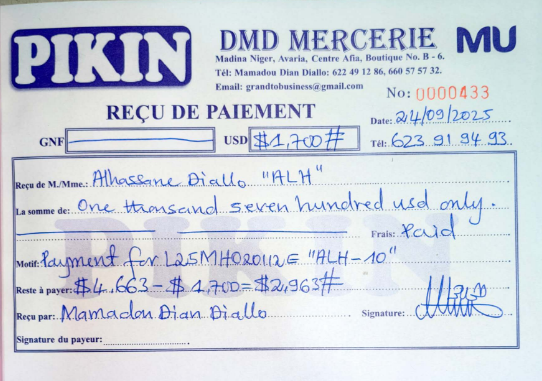 PIKIN
DMD MERCERIE MU
Madina Niger, Avaria, Centre Afia, Boutique No. B - 6.
Tél: Mamadou Dian Diallo: 622 49 12 86, 660 57 57 32.
Email: grandtobusiness@gmail.com
No: 0000433
REÇU DE PAIEMENT
Date: 24/09/2025
GNF USD $1,700#
Tél: 623 91 94 93
Reçu de M./Mme.: Alhassane Diallo "ALH"
La somme de: One thousand seven hundred usd only.
Frais: Paid
Motif: Payment for L25MH020112E "ALH-10"
Reste à payer: $4,663 - $1,700 = $2,963#
Reçu par: Mamadou Dian Diallo Signature:
Signature du payeur:
PIKIN